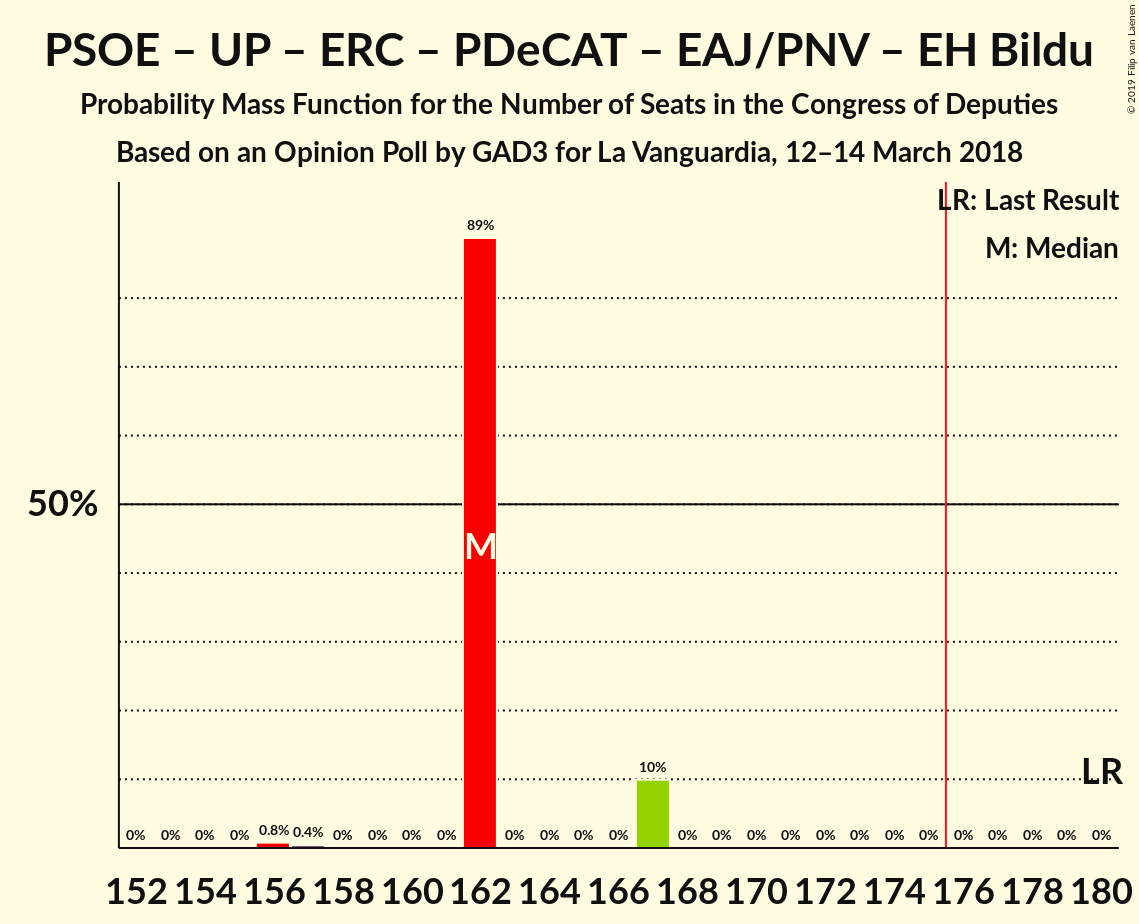 PSOE – UP – ERC – PDeCAT – EAJ/PNV – EH Bildu
Probability Mass Function for the Number of Seats in the Congress of Deputies
Based on an Opinion Poll by GAD3 for La Vanguardia, 12–14 March 2018
© 2019 Filip van Laenen
LR: Last Result
M: Median
89%
50%
M
10%
LR
0% 0% 0% 0% 0.8% 0.4% 0% 0% 0% 0% 0% 0% 0% 0% 0% 0% 0% 0% 0% 0% 0% 0% 0% 0% 0% 0% 0%
152 154 156 158 160 162 164 166 168 170 172 174 176 178 180